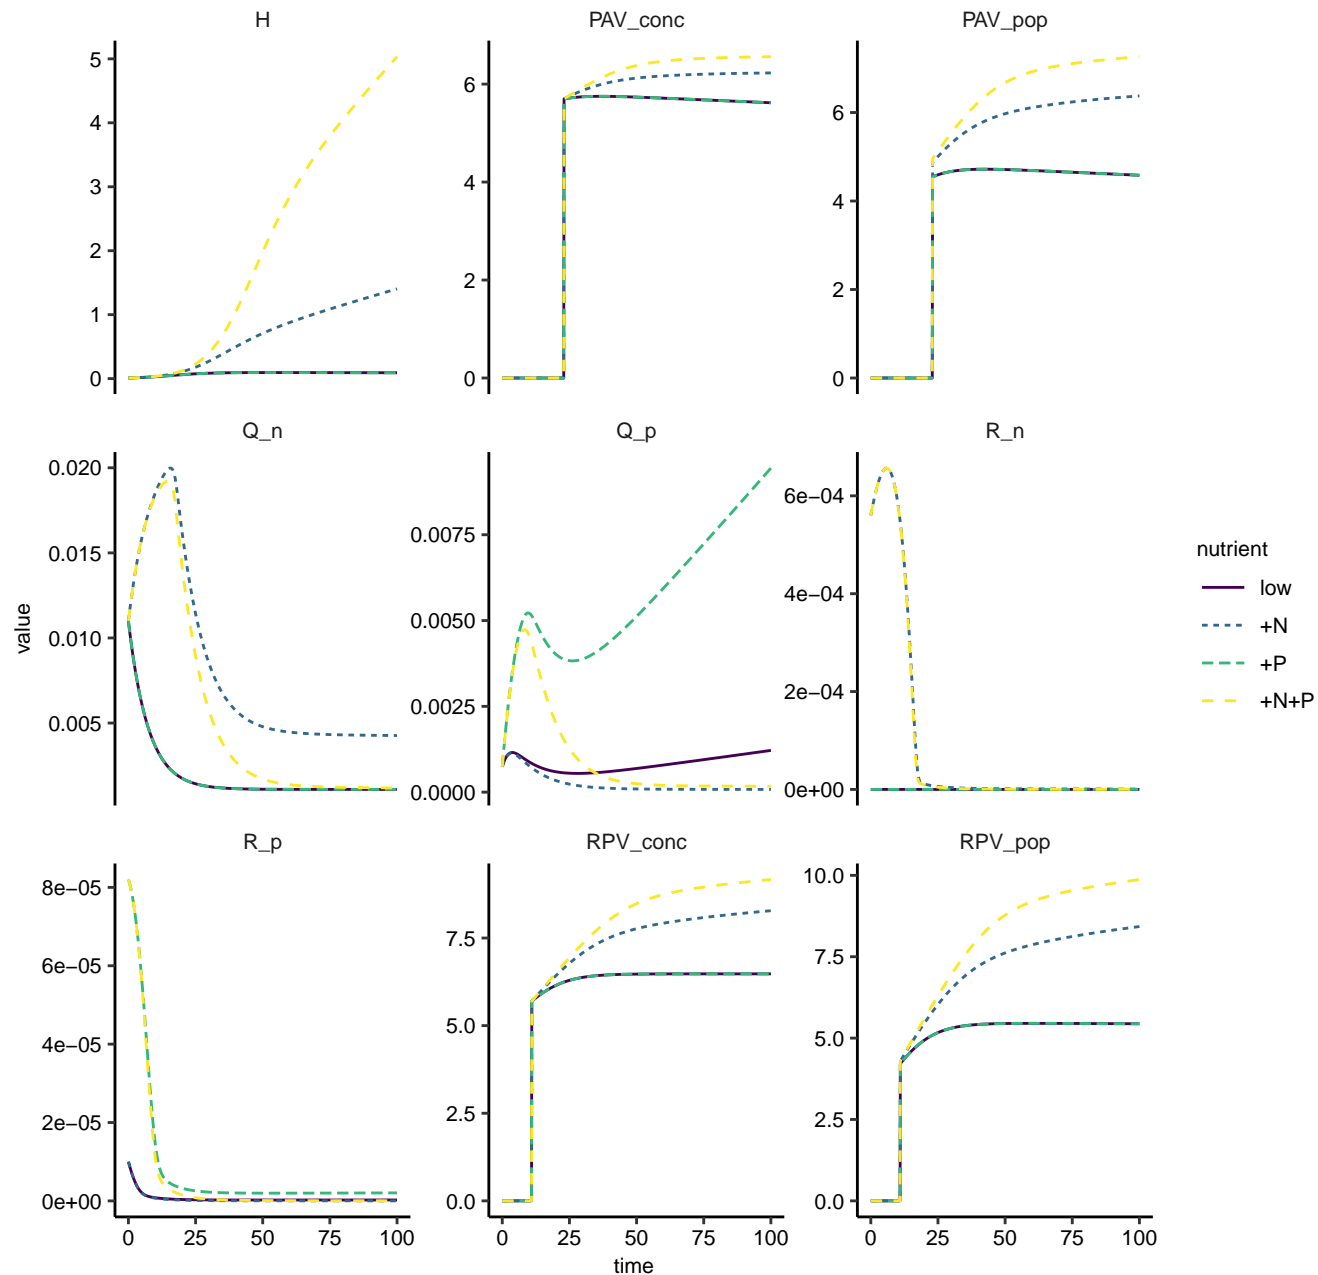 H
PAV_conc
PAV_pop
5
4
3
2
1
0
6
4
2
0
6
4
2
0
Q_n
Q_p
R_n
value
0.020
0.015
0.010
0.005
0.0075
0.0050
0.0025
0.0000
6e−04
4e−04
2e−04
0e+00
nutrient
low
+N
+P
+N+P
R_p
RPV_conc
RPV_pop
8e−05
6e−05
4e−05
2e−05
0e+00
7.5
5.0
2.5
0.0
10.0
7.5
5.0
2.5
0.0
0 25 50 75 100
0 25 50 75 100
0 25 50 75 100
time